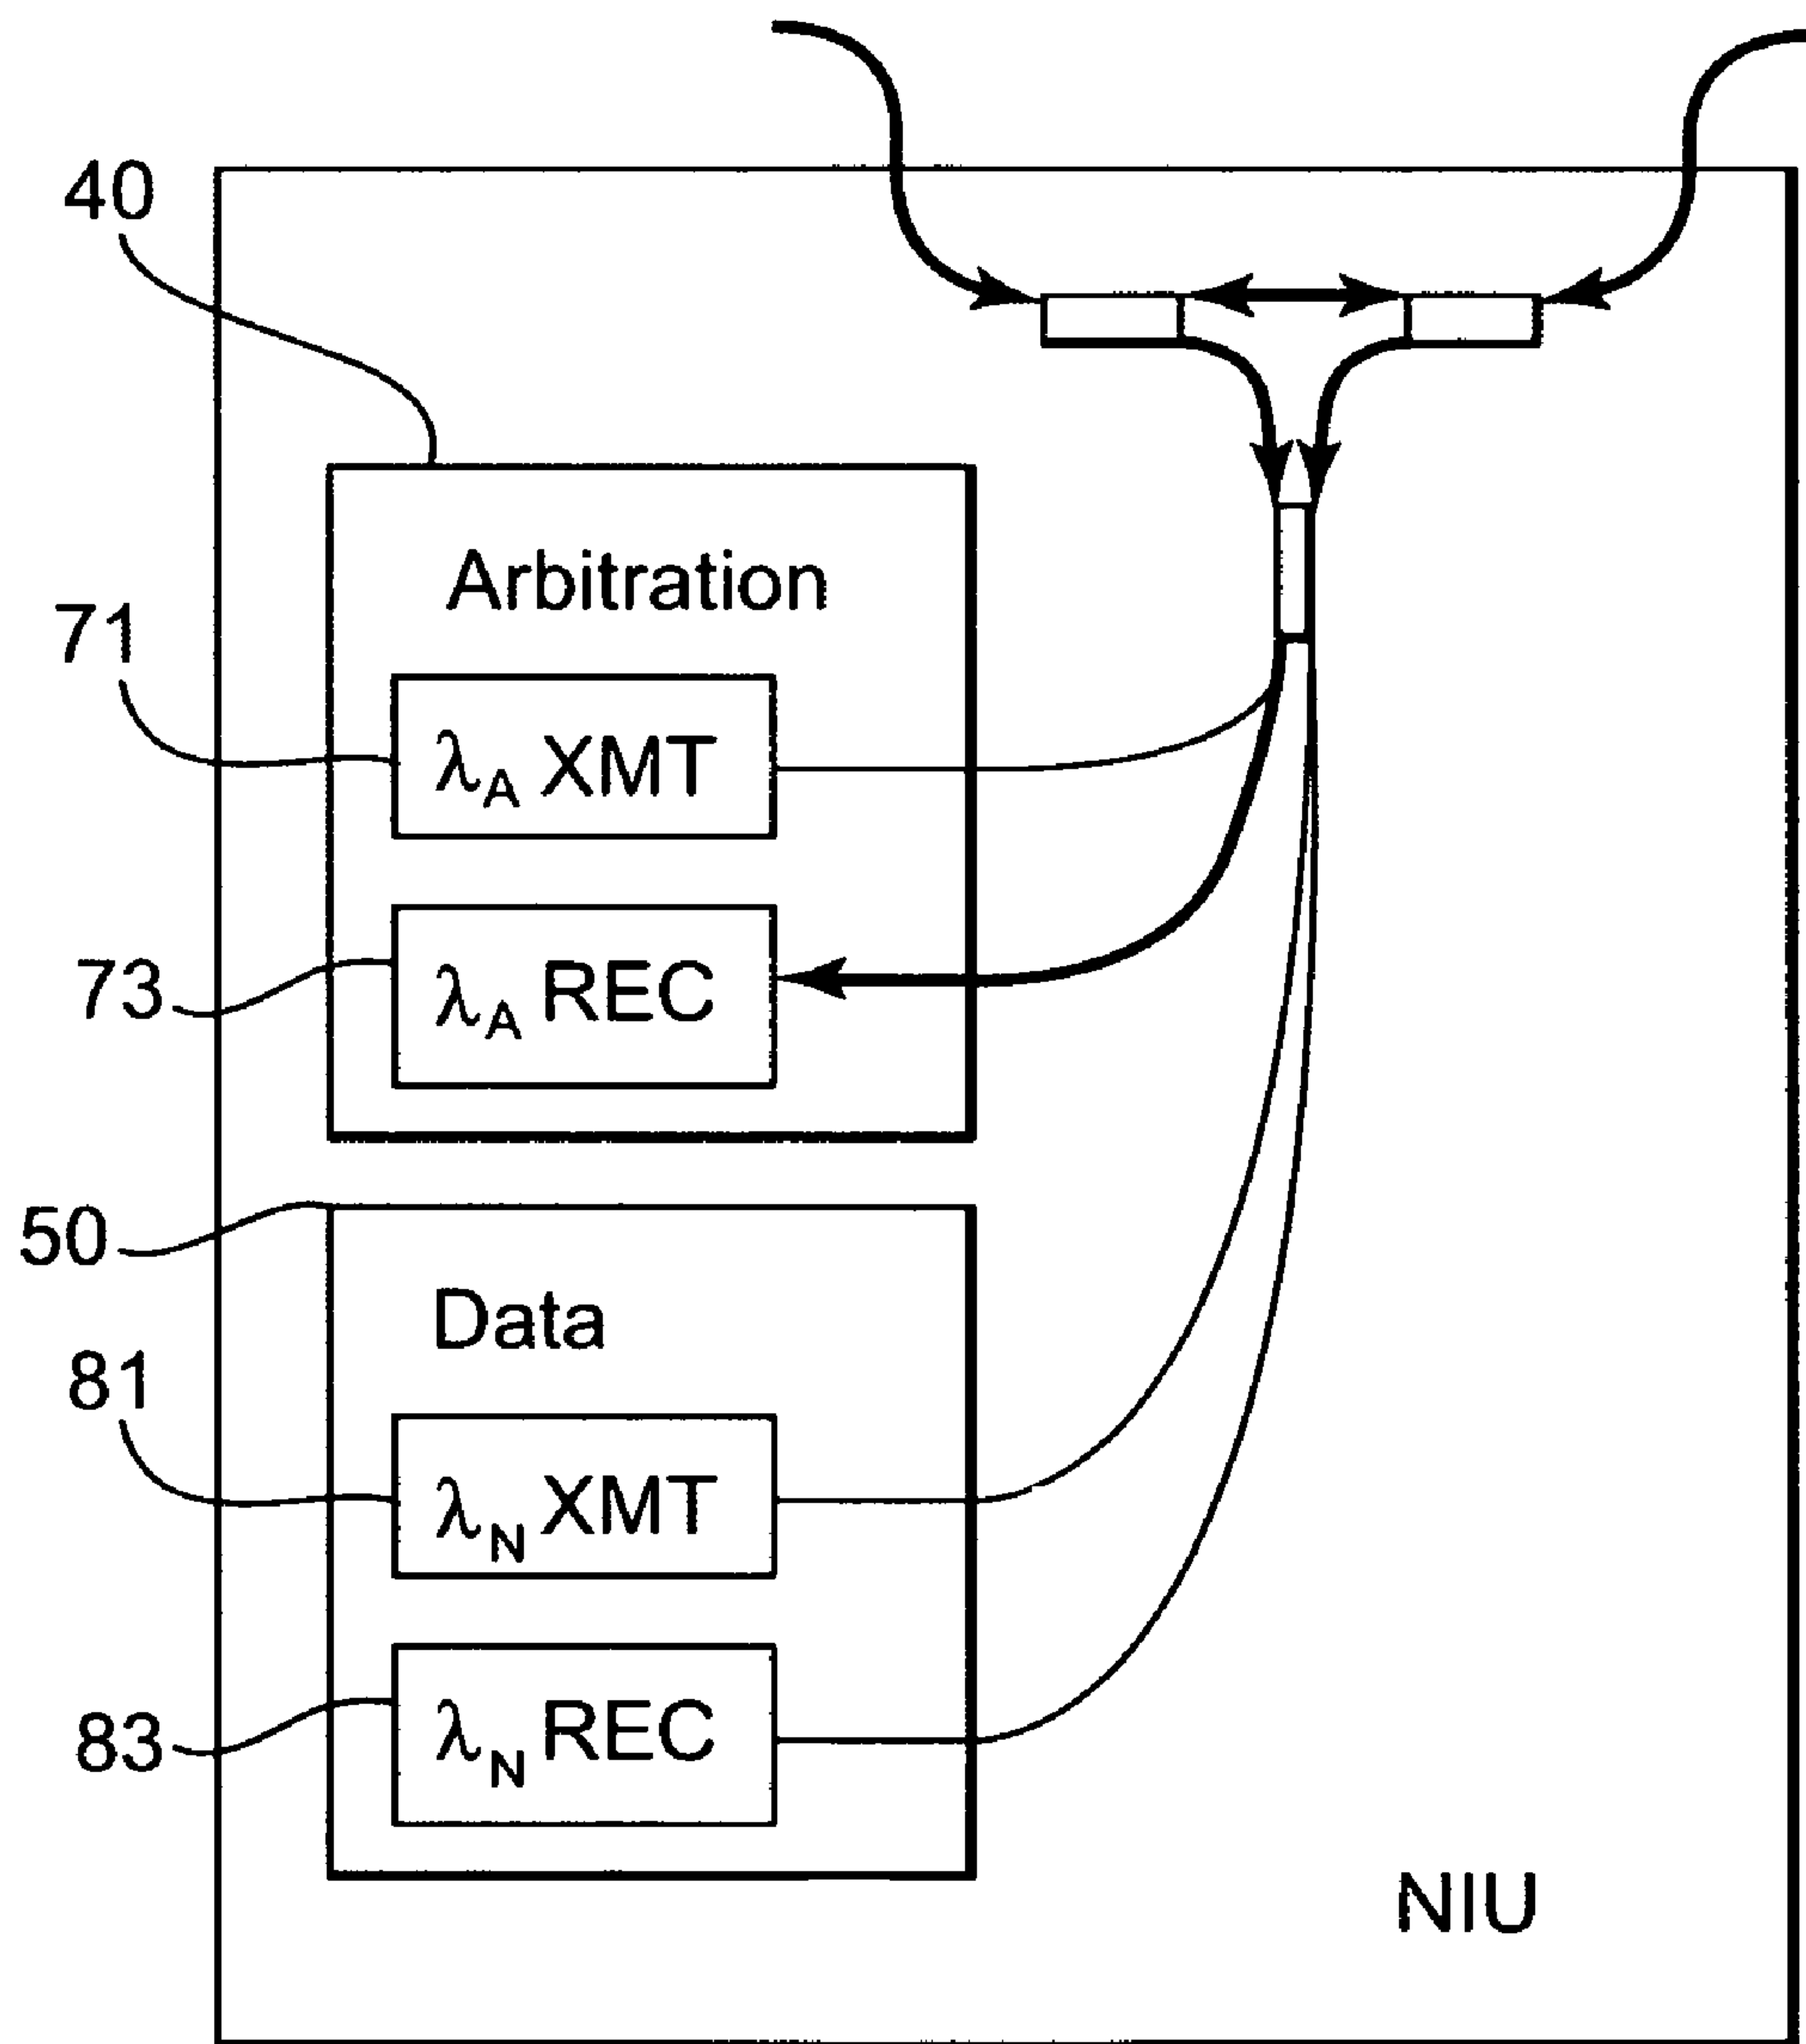 40
Arbitration
71
λA XMT
73
λA REC
50
Data
81
λN XMT
83
λN REC
NIU